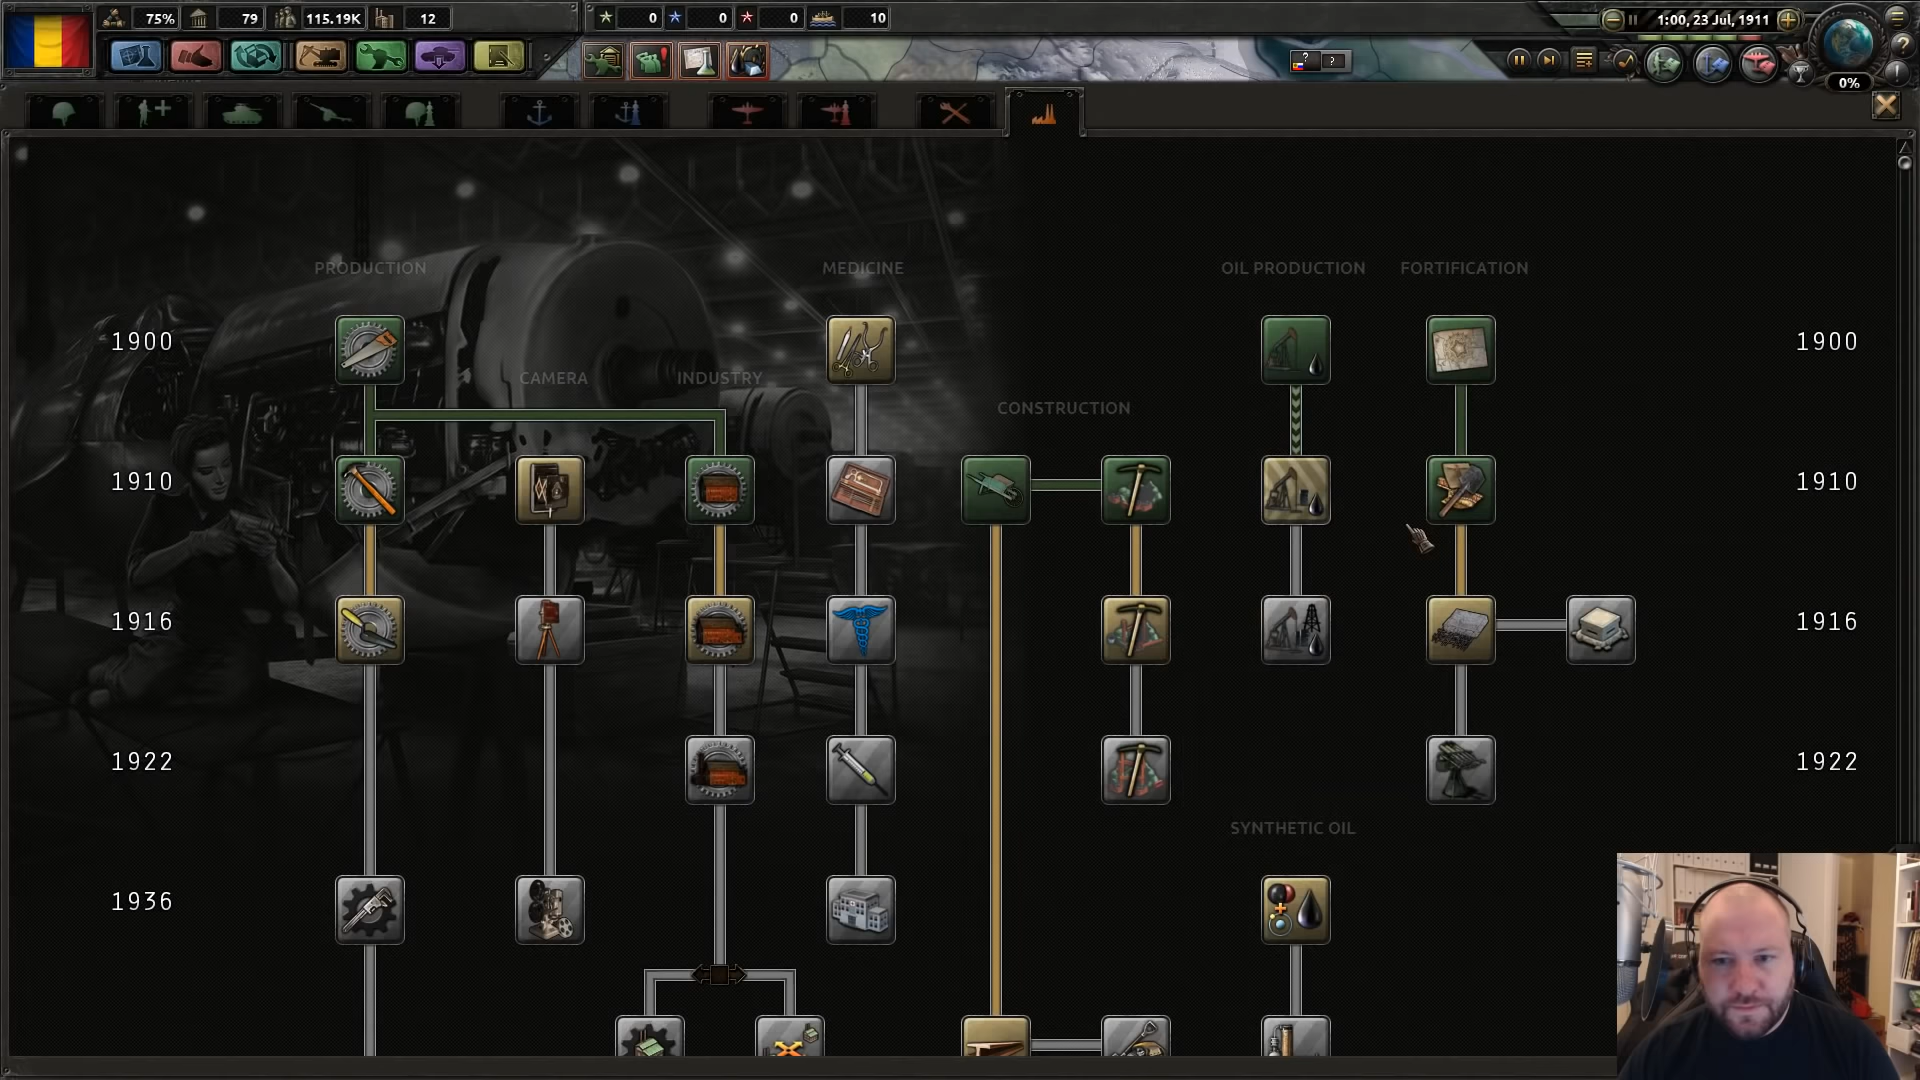 75% 79 115.19K 12 0 0 0 10 1:00, 23 Jul, 1911
? ?
0%
PRODUCTION MEDICINE OIL PRODUCTION FORTIFICATION
1900 1900
CAMERA INDUSTRY
CONSTRUCTION
1910 1910
1916 1916
1922 1922
SYNTHETIC OIL
1936